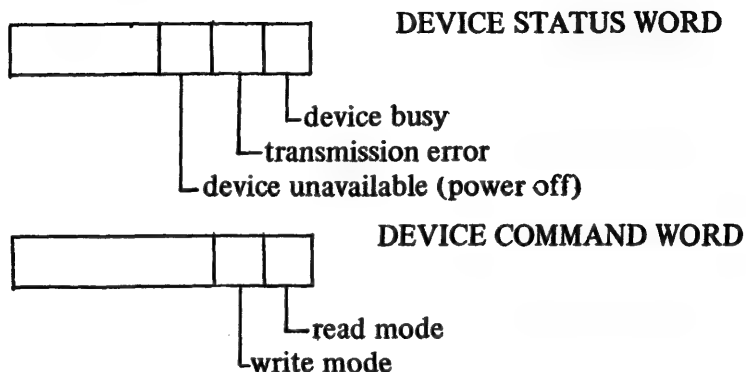 DEVICE STATUS WORD
device busy
transmission error
device unavailable (power off)
DEVICE COMMAND WORD
read mode
write mode